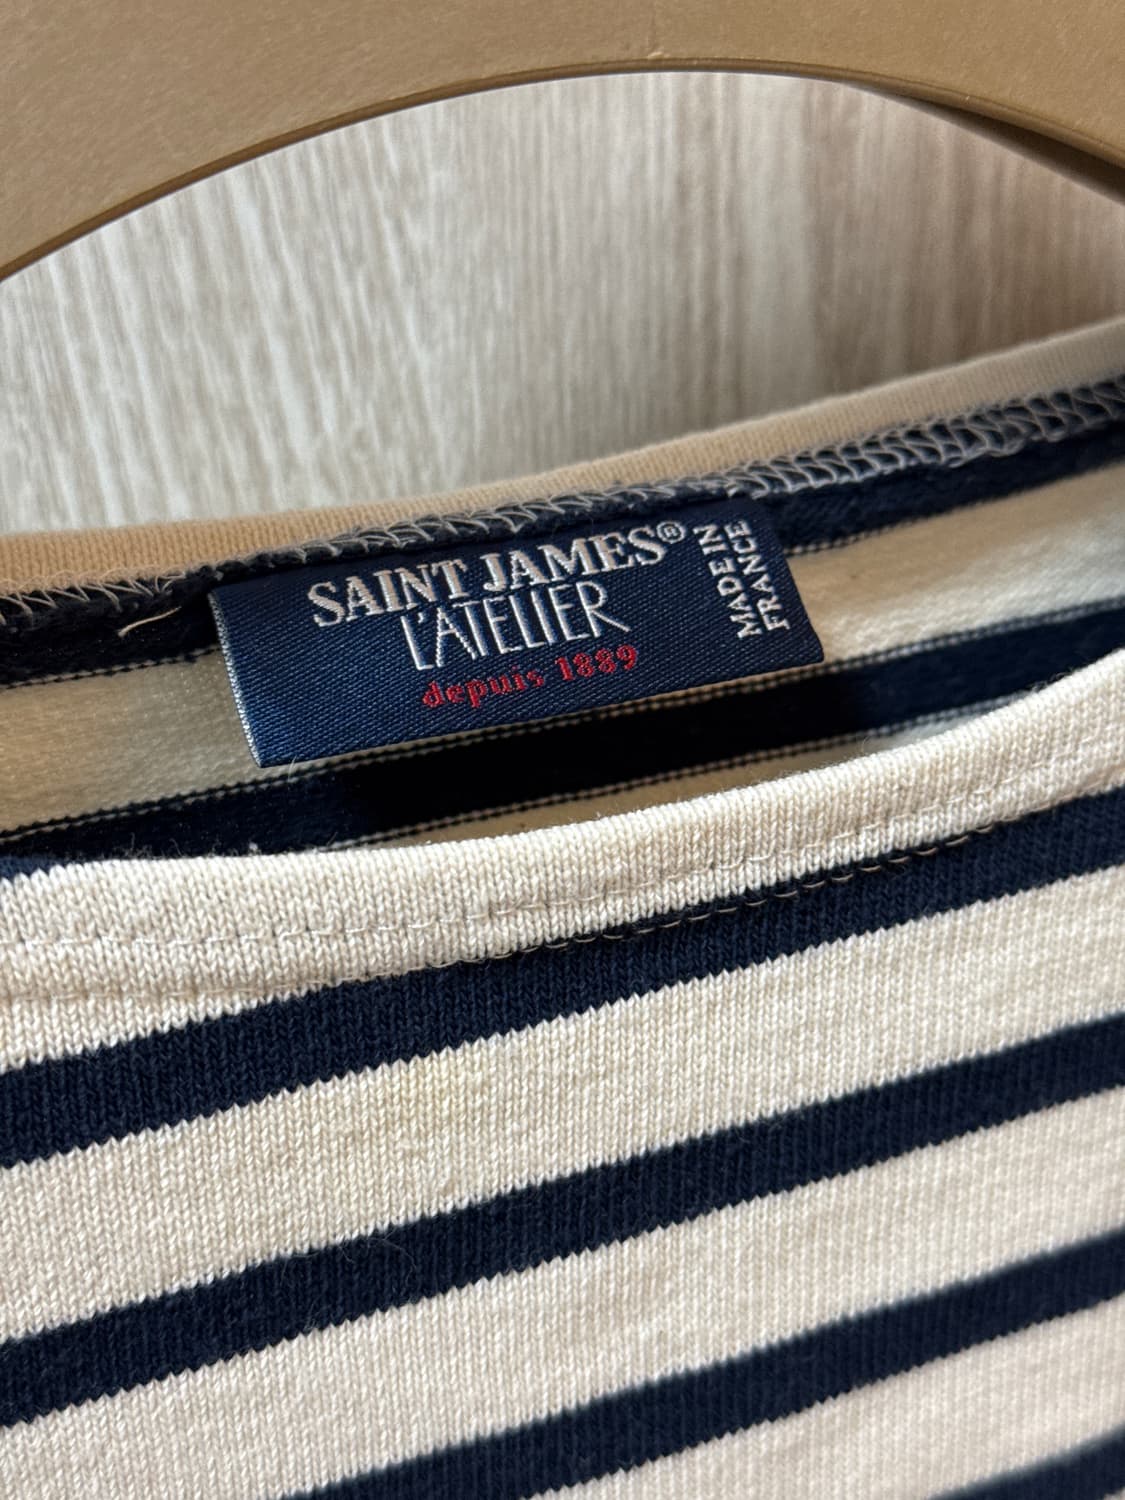 SAINT JAMES®
L'ATELIER
depuis 1889
MADE IN
FRANCE